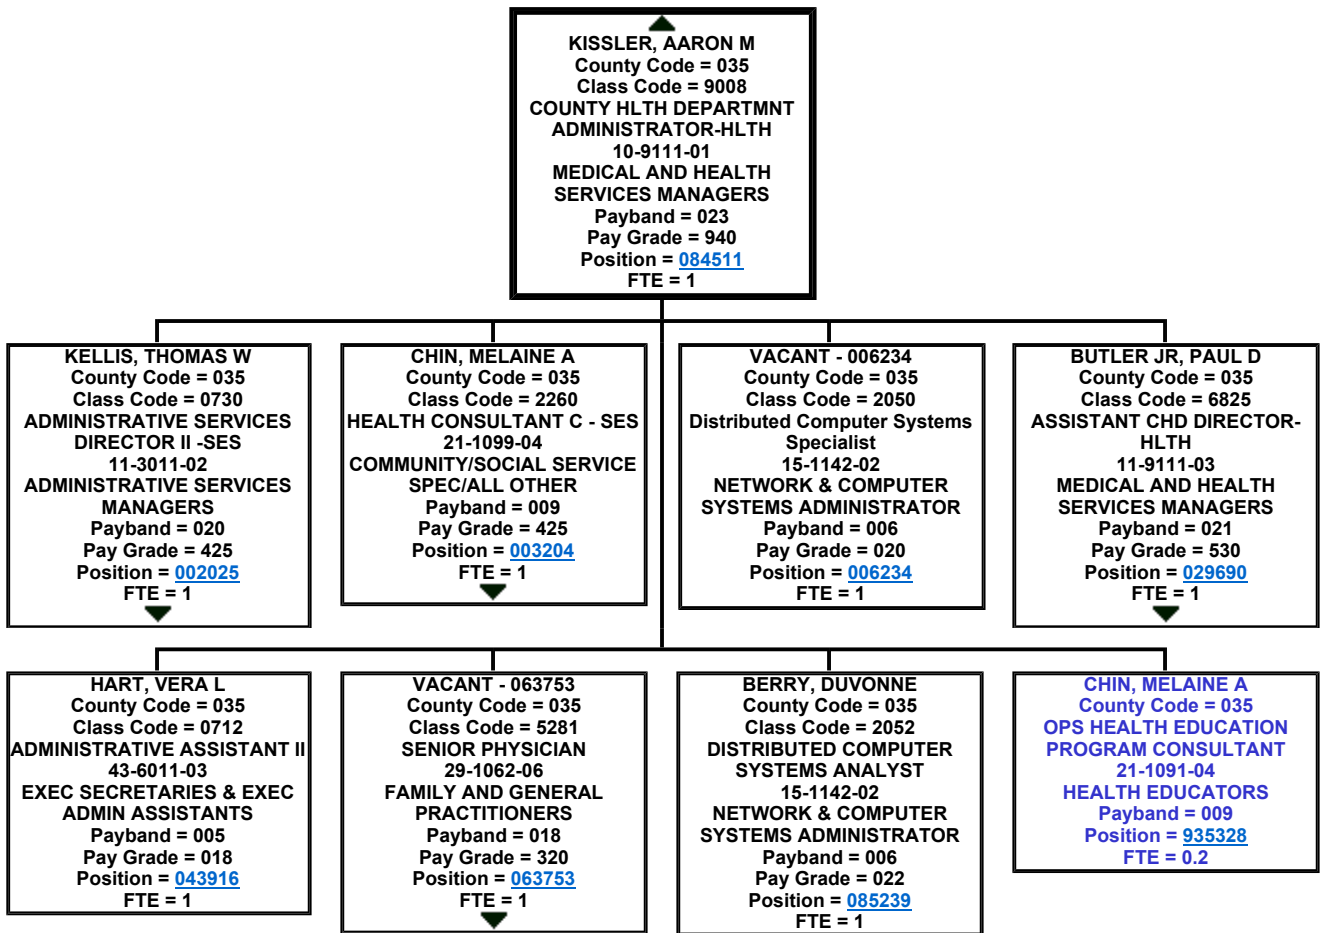 KISSLER, AARON M
County Code = 035
Class Code = 9008
COUNTY HLTH DEPARTMNT
ADMINISTRATOR-HLTH
10-9111-01
MEDICAL AND HEALTH
SERVICES MANAGERS
Payband = 023
Pay Grade = 940
Position = 084511
FTE = 1
KELLIS, THOMAS W
County Code = 035
Class Code = 0730
ADMINISTRATIVE SERVICES
DIRECTOR II -SES
11-3011-02
ADMINISTRATIVE SERVICES
MANAGERS
Payband = 020
Pay Grade = 425
Position = 002025
FTE = 1
CHIN, MELAINE A
County Code = 035
Class Code = 2260
HEALTH CONSULTANT C - SES
21-1099-04
COMMUNITY/SOCIAL SERVICE
SPEC/ALL OTHER
Payband = 009
Pay Grade = 425
Position = 003204
FTE = 1
VACANT - 006234
County Code = 035
Class Code = 2050
Distributed Computer Systems
Specialist
15-1142-02
NETWORK & COMPUTER
SYSTEMS ADMINISTRATOR
Payband = 006
Pay Grade = 020
Position = 006234
FTE = 1
BUTLER JR, PAUL D
County Code = 035
Class Code = 6825
ASSISTANT CHD DIRECTOR-
HLTH
11-9111-03
MEDICAL AND HEALTH
SERVICES MANAGERS
Payband = 021
Pay Grade = 530
Position = 029690
FTE = 1
HART, VERA L
County Code = 035
Class Code = 0712
ADMINISTRATIVE ASSISTANT II
43-6011-03
EXEC SECRETARIES & EXEC
ADMIN ASSISTANTS
Payband = 005
Pay Grade = 018
Position = 043916
FTE = 1
VACANT - 063753
County Code = 035
Class Code = 5281
SENIOR PHYSICIAN
29-1062-06
FAMILY AND GENERAL
PRACTITIONERS
Payband = 018
Pay Grade = 320
Position = 063753
FTE = 1
BERRY, DUVONNE
County Code = 035
Class Code = 2052
DISTRIBUTED COMPUTER
SYSTEMS ANALYST
15-1142-02
NETWORK & COMPUTER
SYSTEMS ADMINISTRATOR
Payband = 006
Pay Grade = 022
Position = 085239
FTE = 1
CHIN, MELAINE A
County Code = 035
OPS HEALTH EDUCATION
PROGRAM CONSULTANT
21-1091-04
HEALTH EDUCATORS
Payband = 009
Position = 935328
FTE = 0.2